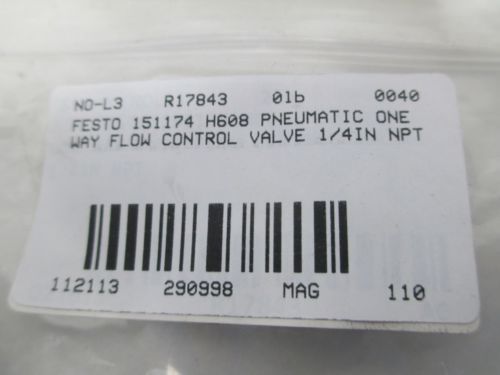 NO-L3 R17843 01b 0040
FESTO 151174 H608 PNEUMATIC ONE
WAY FLOW CONTROL VALVE 1/4IN NPT
112113 290998 MAG 110